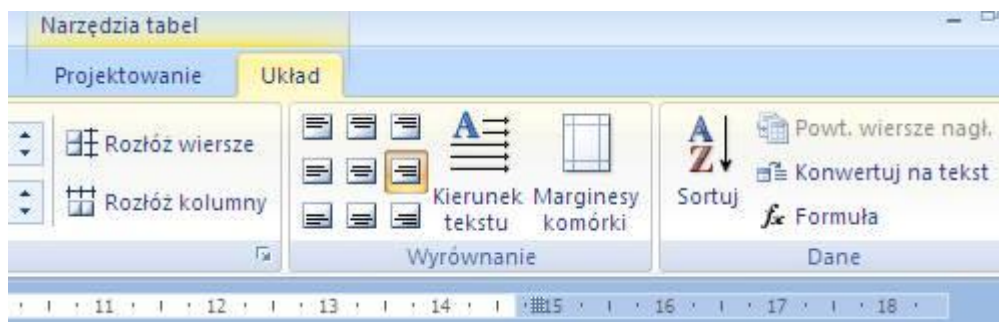 Narzędzia tabel
Projektowanie Układ
Rozłóż wiersze
Rozłóż kolumny
Kierunek tekstu
Marginesy komórki
Wyrównanie
A
Z
Sortuj
Powt. wiersze nagł.
Konwertuj na tekst
fx Formuła
Dane
11 12 13 14 15 16 17 18